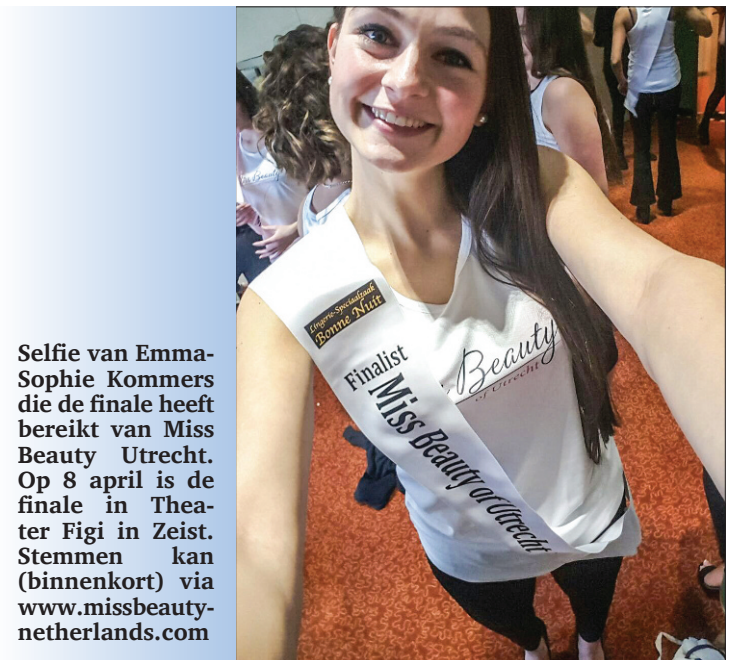 Selfie van Emma-
Sophie Kommers
die de finale heeft
bereikt van Miss
Beauty Utrecht.
Op 8 april is de
finale in Thea-
ter Figi in Zeist.
Stemmen kan
(binnenkort) via
www.missbeauty-
netherlands.com
Lingerie-Speciaalzaak
Bonne Nuit
Finalist
Miss Beauty of Utrecht
Beauty
of Utrecht